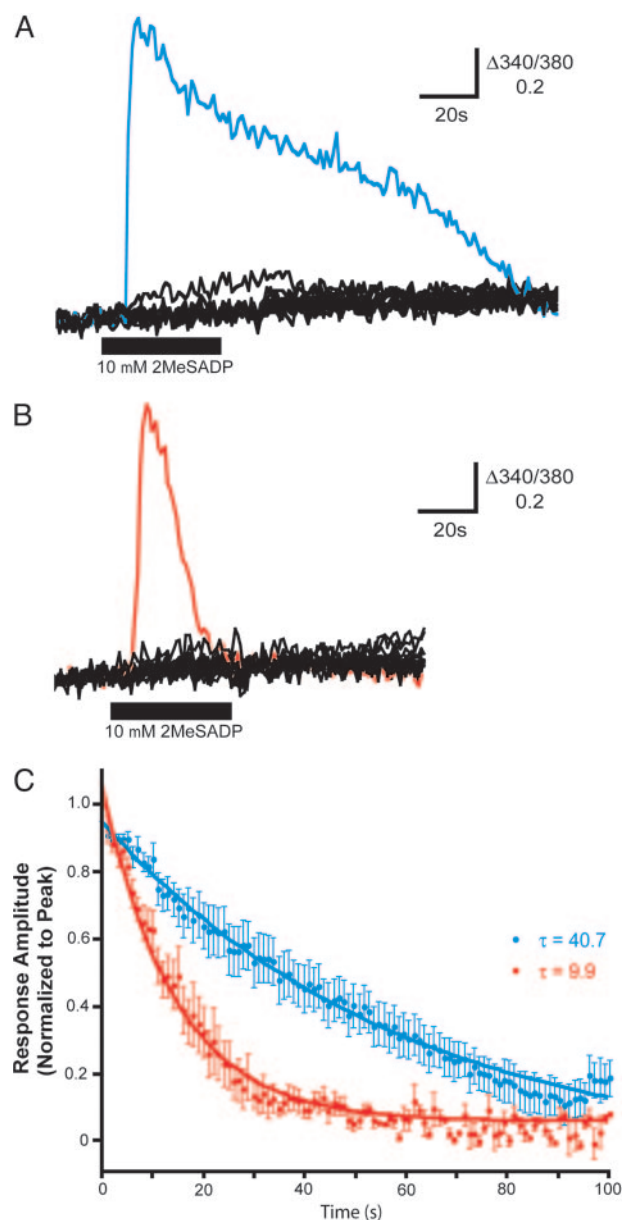 A
Δ340/380
0.2
20s
10 mM 2MeSADP
B
Δ340/380
0.2
20s
10 mM 2MeSADP
C
Response Amplitude
(Normalized to Peak)
1.0
0.8
0.6
0.4
0.2
0
τ = 40.7
τ = 9.9
0 20 40 60 80 100
Time (s)